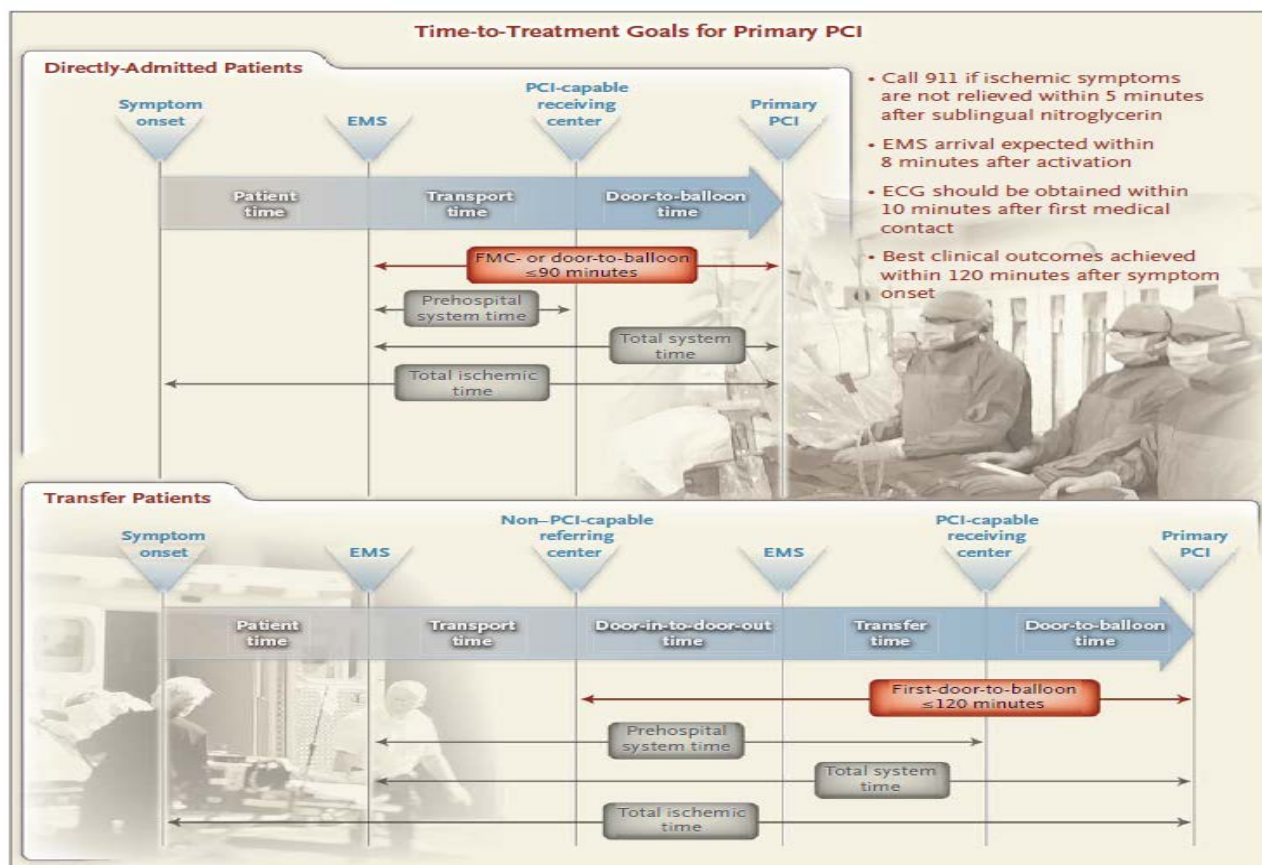 Time-to-Treatment Goals for Primary PCI
Directly-Admitted Patients
Symptom
onset
EMS
PCI-capable
receiving
center
Primary
PCI
Patient
time
Transport
time
Door-to-balloon
time
FMC- or door-to-balloon
≤90 minutes
Prehospital
system time
Total system
time
Total ischemic
time
• Call 911 if ischemic symptoms
are not relieved within 5 minutes
after sublingual nitroglycerin
• EMS arrival expected within
8 minutes after activation
• ECG should be obtained within
10 minutes after first medical
contact
• Best clinical outcomes achieved
within 120 minutes after symptom
onset
Transfer Patients
Symptom
onset
EMS
Non–PCI-capable
referring
center
EMS
PCI-capable
receiving
center
Primary
PCI
Patient
time
Transport
time
Door-in-to-door-out
time
Transfer
time
Door-to-balloon
time
First-door-to-balloon
≤120 minutes
Prehospital
system time
Total system
time
Total ischemic
time